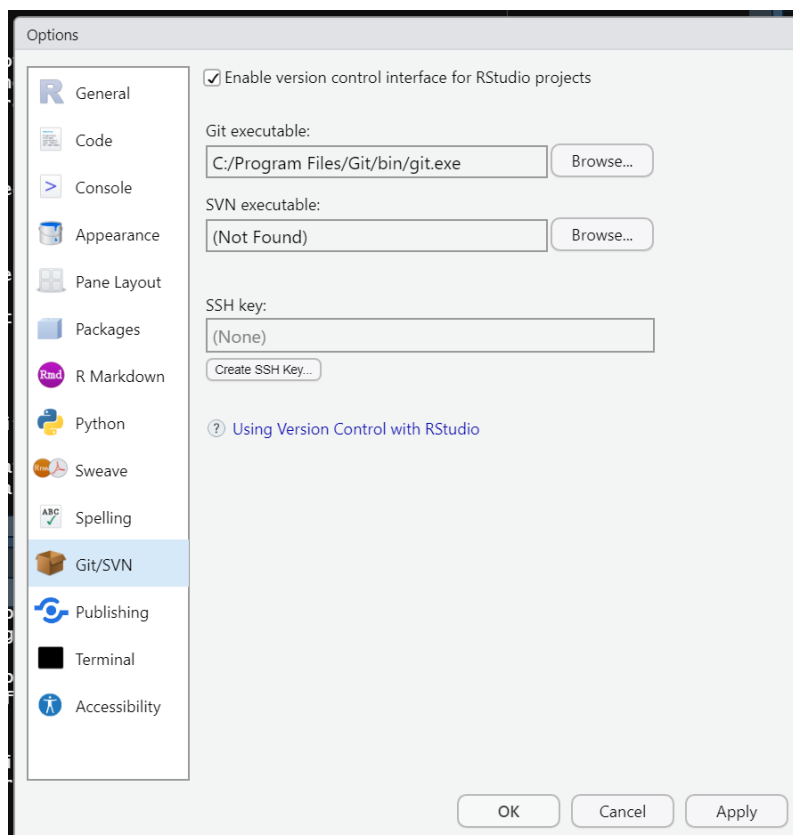 Options
General
Code
Console
Appearance
Pane Layout
Packages
Rmd R Markdown
Python
Sweave
ABC Spelling
Git/SVN
Publishing
Terminal
Accessibility
Enable version control interface for RStudio projects
Git executable:
C:/Program Files/Git/bin/git.exe Browse...
SVN executable:
(Not Found) Browse...
SSH key:
(None)
Create SSH Key...
? Using Version Control with RStudio
OK Cancel Apply